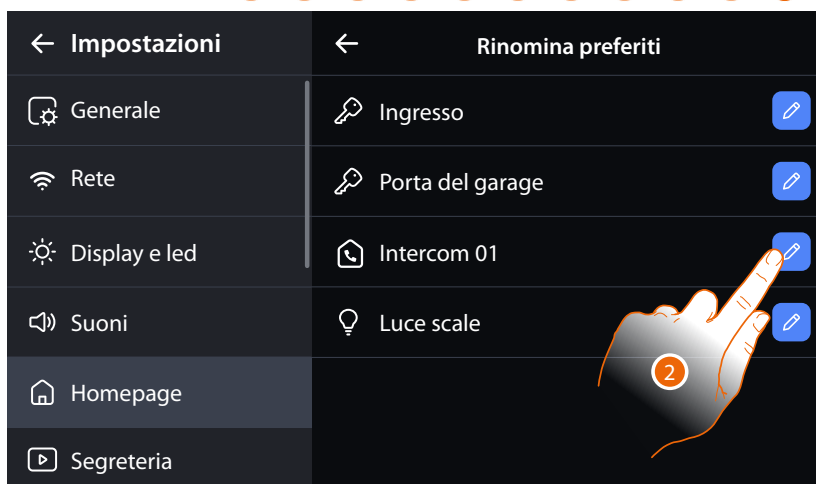 Impostazioni
Rinomina preferiti
Generale
Ingresso
Rete
Porta del garage
Display e led
Intercom 01
Suoni
Luce scale
2
Homepage
Segreteria